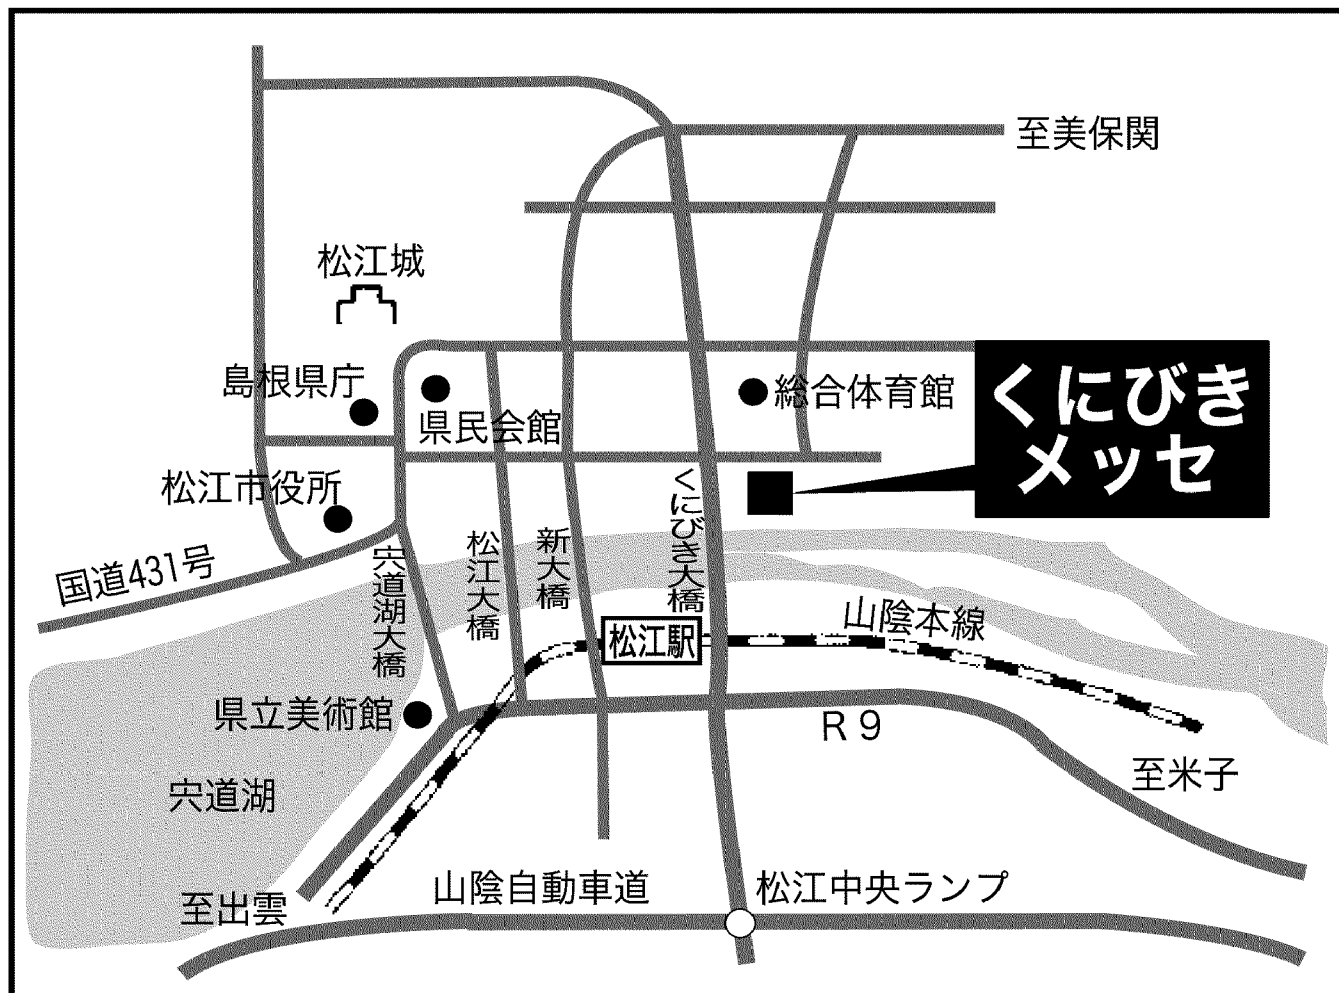 至美保関
松江城
島根県庁
県民会館
総合体育館
くにびき
メッセ
松江市役所
国道431号
宍道湖大橋
松江大橋
新大橋
くにびき大橋
松江駅
山陰本線
県立美術館
R9
宍道湖
至米子
至出雲
山陰自動車道
松江中央ランプ